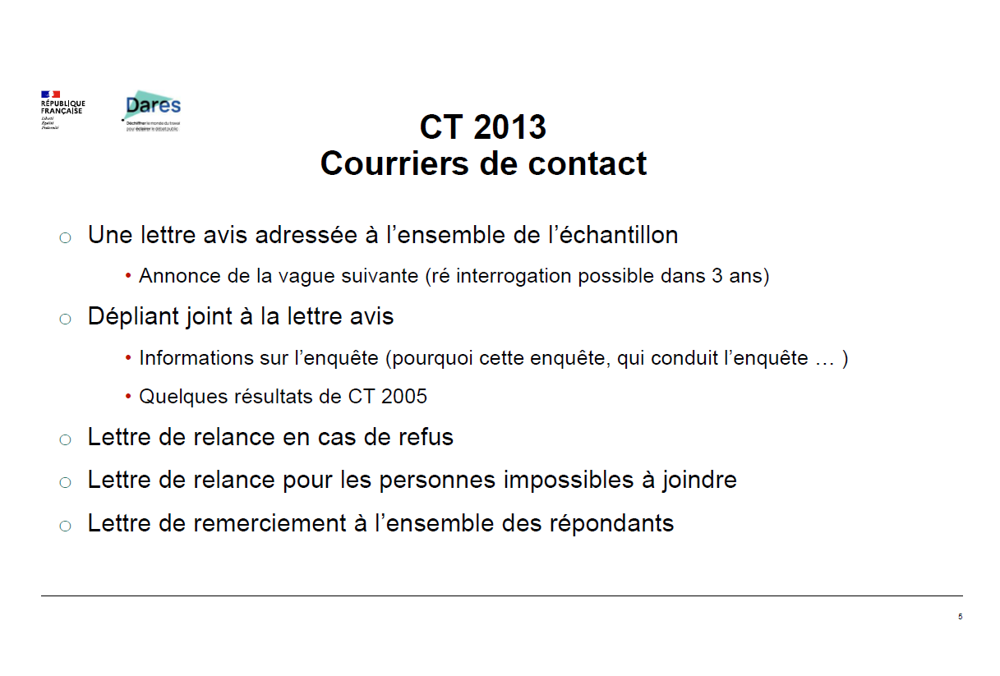 RÉPUBLIQUE
FRANÇAISE
Liberté
Égalité
Fraternité
Dares
Déchiffrer le monde du travail
pour éclairer le débat public
CT 2013
Courriers de contact
○ Une lettre avis adressée à l’ensemble de l’échantillon
• Annonce de la vague suivante (ré interrogation possible dans 3 ans)
○ Dépliant joint à la lettre avis
• Informations sur l’enquête (pourquoi cette enquête, qui conduit l’enquête … )
• Quelques résultats de CT 2005
○ Lettre de relance en cas de refus
○ Lettre de relance pour les personnes impossibles à joindre
○ Lettre de remerciement à l’ensemble des répondants
5